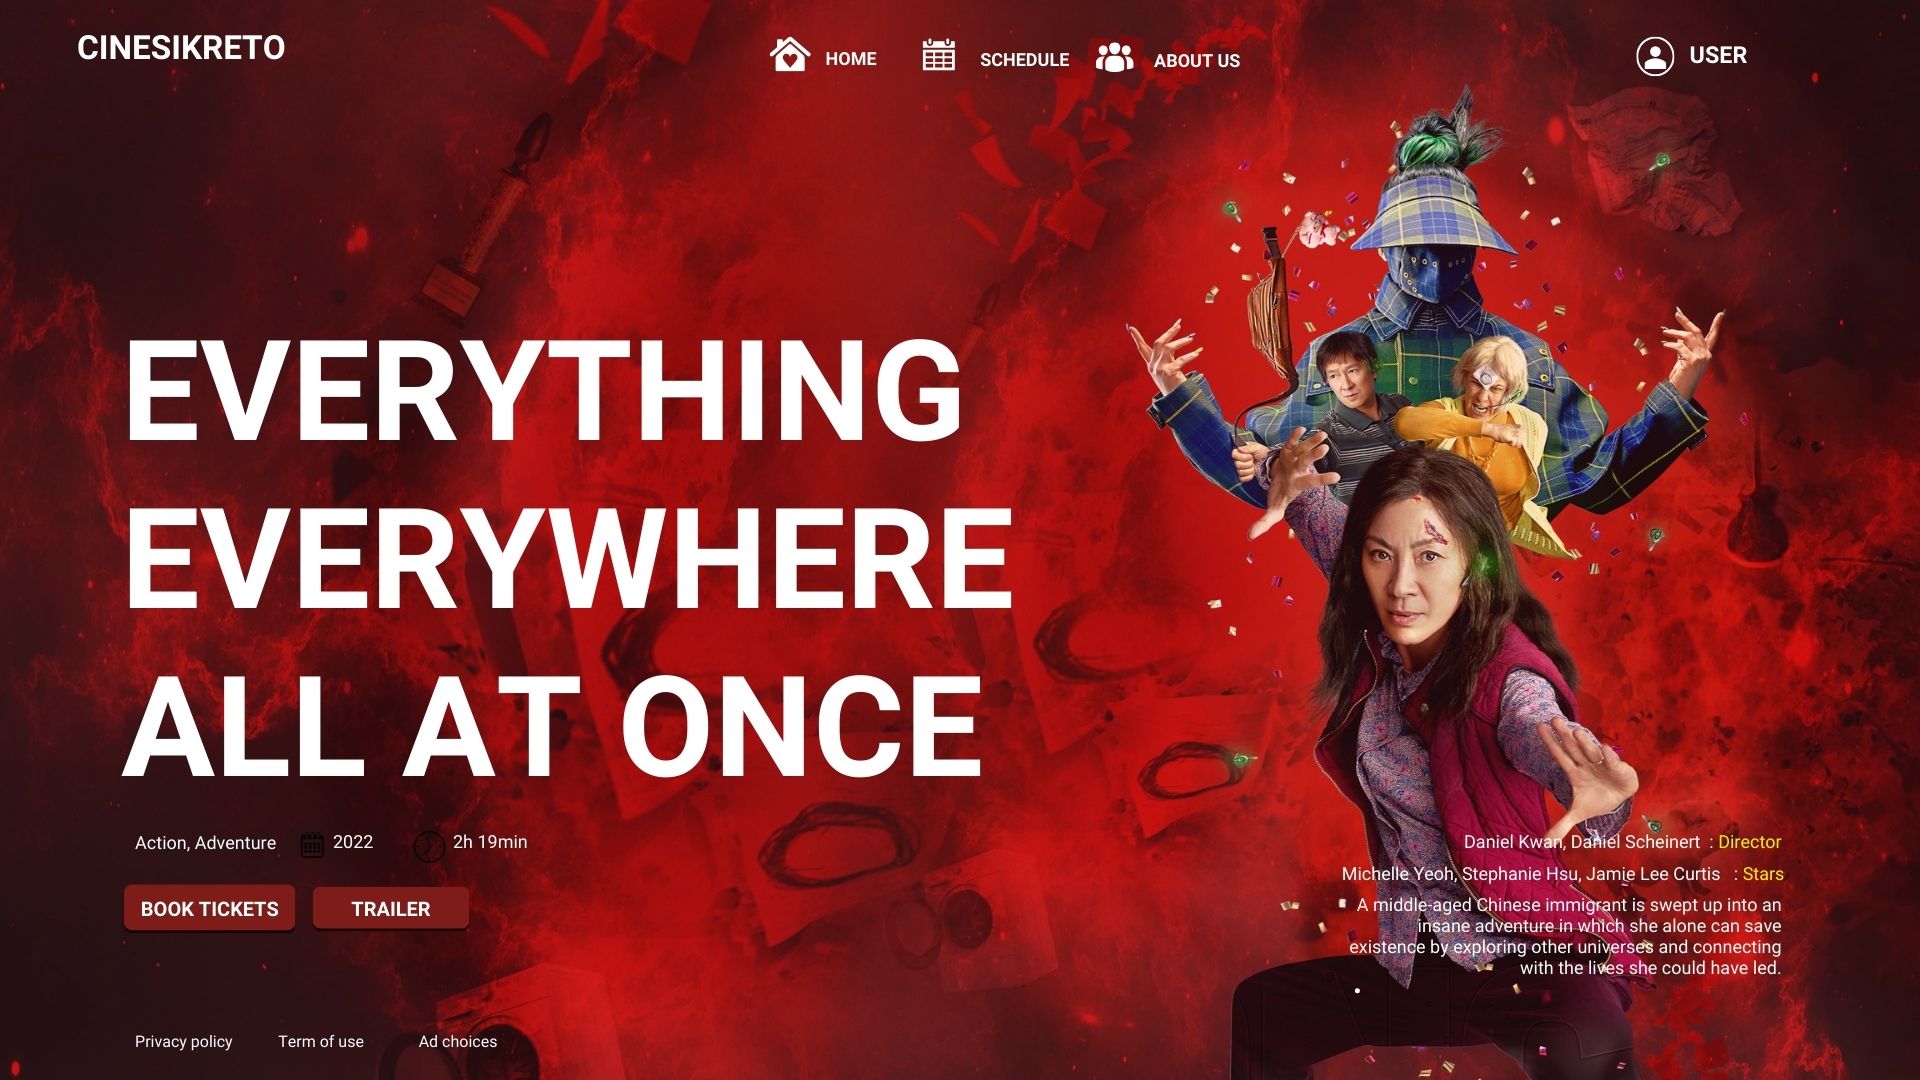 CINESIKRETO
HOME
SCHEDULE
ABOUT US
USER
EVERYTHING
EVERYWHERE
ALL AT ONCE
Action, Adventure
2022
2h 19min
BOOK TICKETS
TRAILER
Daniel Kwan, Daniel Scheinert : Director
Michelle Yeoh, Stephanie Hsu, Jamie Lee Curtis : Stars
A middle-aged Chinese immigrant is swept up into an
insane adventure in which she alone can save
existence by exploring other universes and connecting
with the lives she could have led.
Privacy policy
Term of use
Ad choices